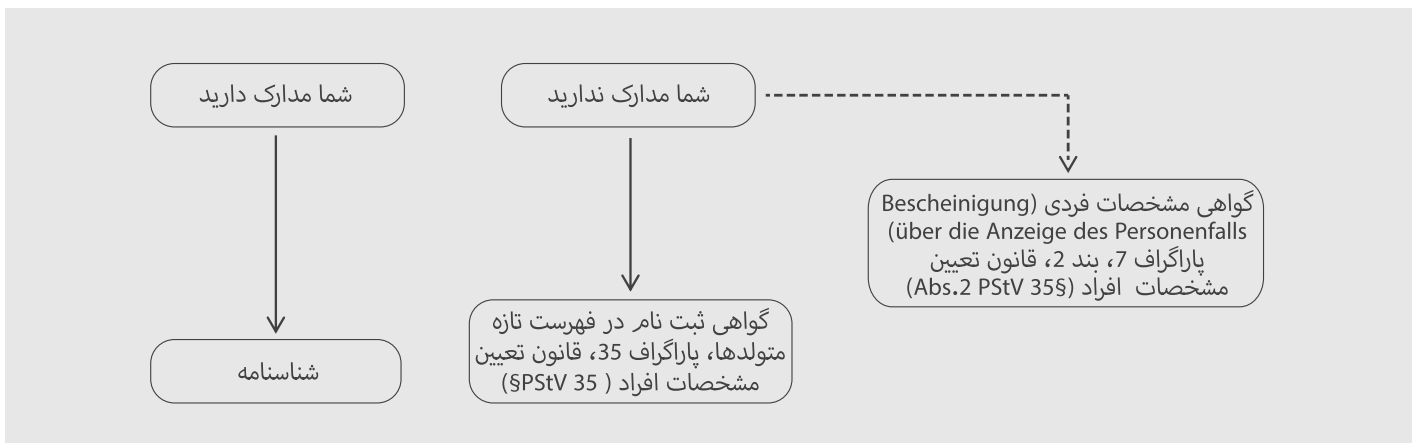 شما مدارک دارید
شما مدارک ندارید
گواهی مشخصات فردی (Bescheinigung
über die Anzeige des Personenfalls)
پاراگراف 7، بند 2، قانون تعیین
مشخصات افراد (§35 Abs.2 PStV)
گواهی ثبت نام در فهرست تازه
متولدها، پاراگراف 35، قانون تعیین
مشخصات افراد ( 35 PStV§)
شناسنامه